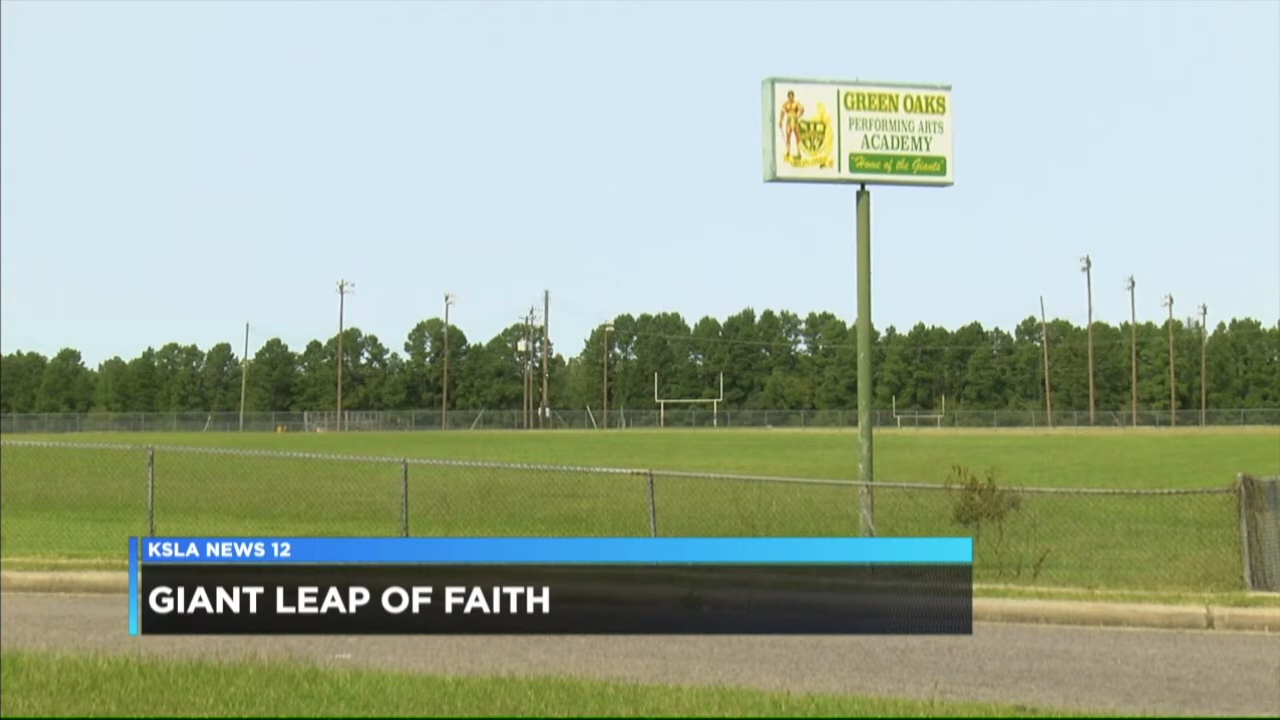 GREEN OAKS
PERFORMING ARTS
ACADEMY
"Home of the Giants"
KSLA NEWS 12
GIANT LEAP OF FAITH